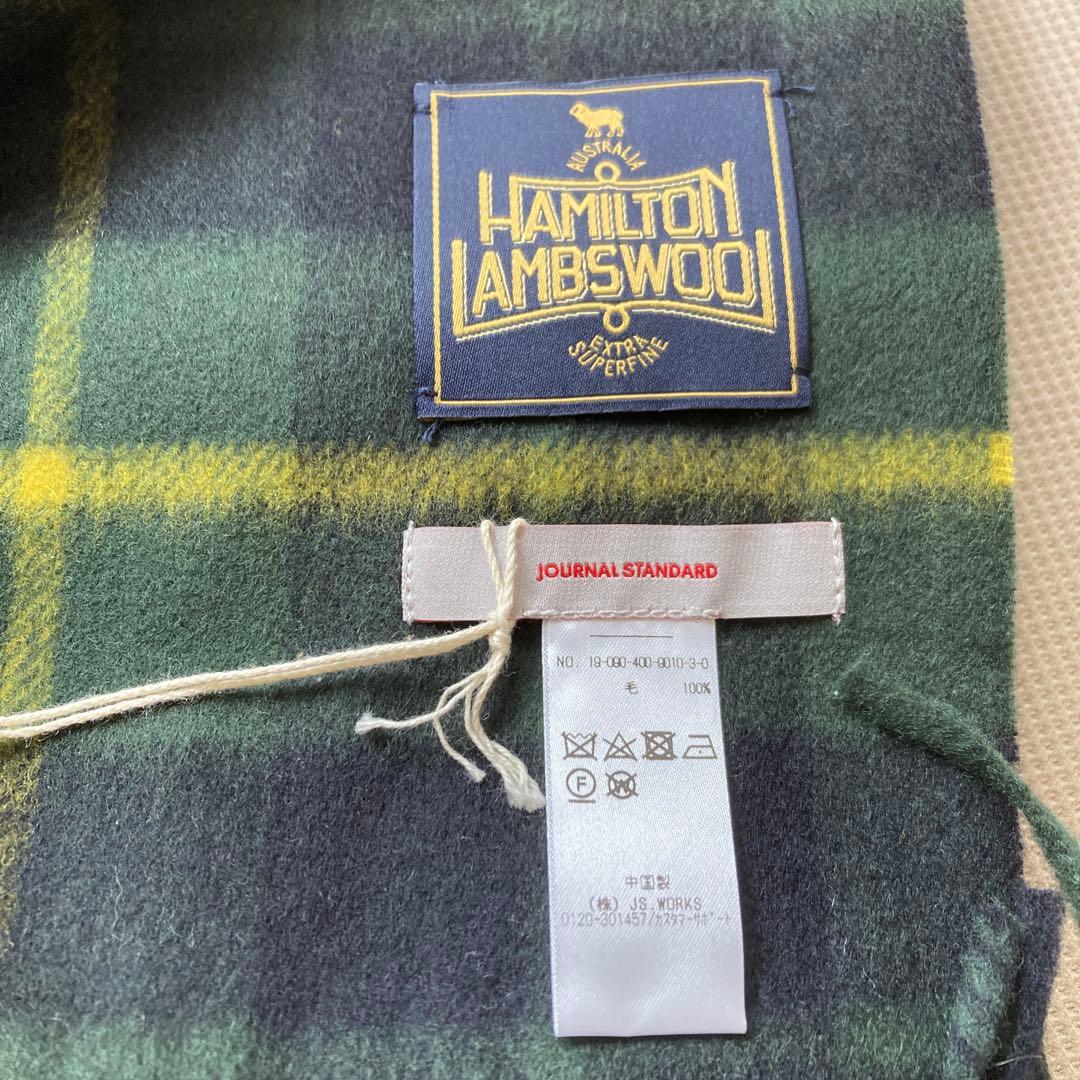 AUSTRALIA
HAMILTON
LAMBSWOOL
EXTRA
SUPERFINE
JOURNAL STANDARD
NO. 19-090-400-9010-3-0
毛 100%
F
W
中国製
(株) JS.WORKS
0120-301457/カスタマーサポート